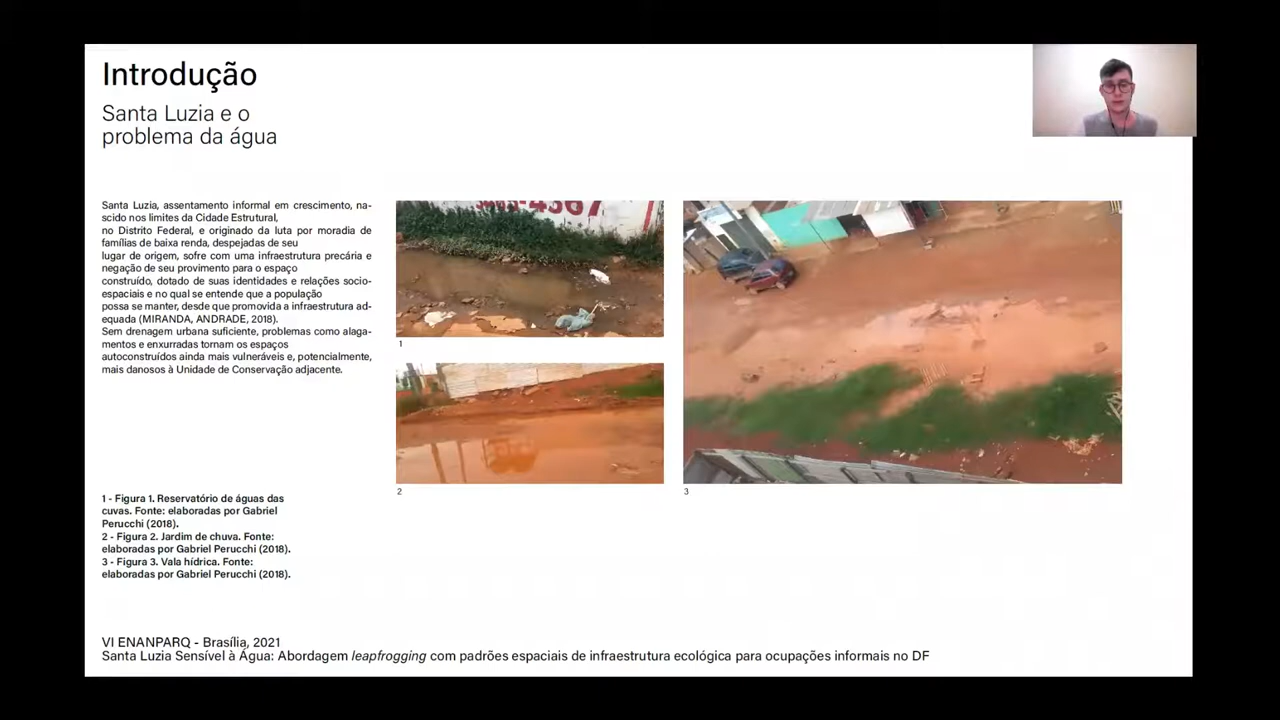 Introdução
Santa Luzia e o
problema da água
Santa Luzia, assentamento informal em crescimento, na-
scido nos limites da Cidade Estrutural,
no Distrito Federal, e originado da luta por moradia de
famílias de baixa renda, despejadas de seu
lugar de origem, sofre com uma infraestrutura precária e
negação de seu provimento para o espaço
construído, dotado de suas identidades e relações socio-
espaciais e no qual se entende que a população
possa se manter, desde que promovida a infraestrutura ad-
equada (MIRANDA, ANDRADE, 2018).
Sem drenagem urbana suficiente, problemas como alaga-
mentos e enxurradas tornam os espaços
autoconstruídos ainda mais vulneráveis e, potencialmente,
mais danosos à Unidade de Conservação adjacente.
1
2
3
1 - Figura 1. Reservatório de águas das
cuvas. Fonte: elaboradas por Gabriel
Perucchi (2018).
2 - Figura 2. Jardim de chuva. Fonte:
elaboradas por Gabriel Perucchi (2018).
3 - Figura 3. Vala hídrica. Fonte:
elaboradas por Gabriel Perucchi (2018).
VI ENANPARQ - Brasília, 2021
Santa Luzia Sensível à Água: Abordagem leapfrogging com padrões espaciais de infraestrutura ecológica para ocupações informais no DF